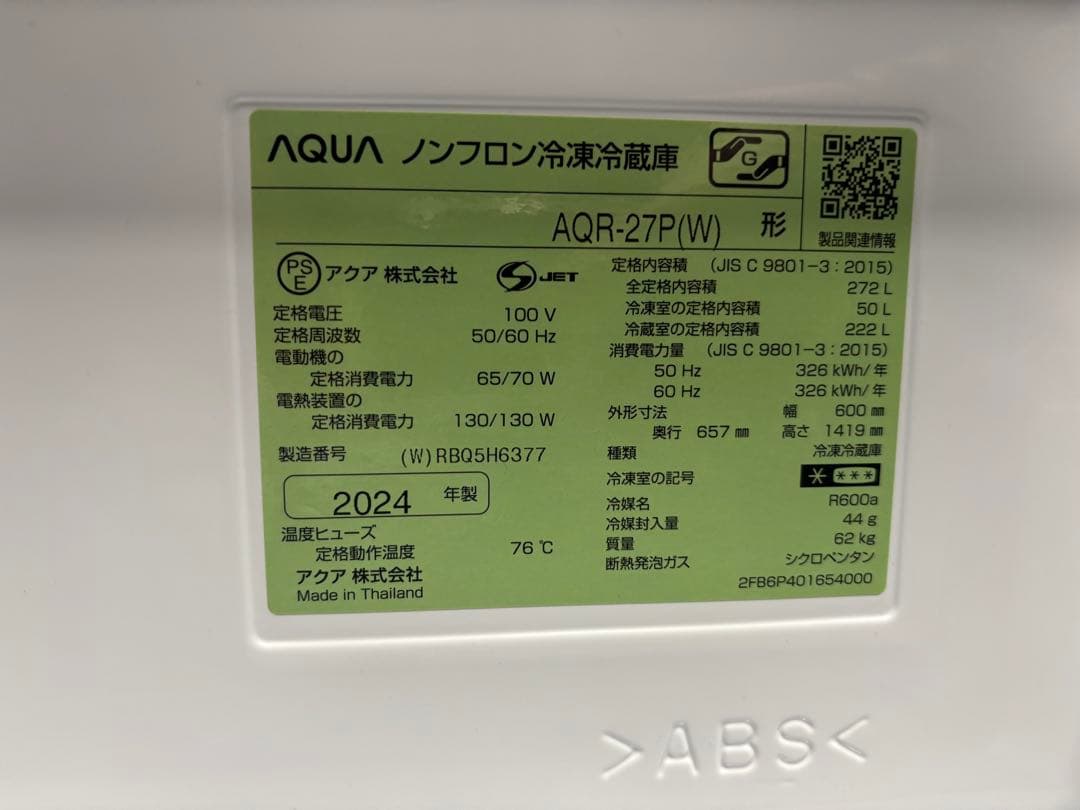 AQUA ノンフロン冷凍冷蔵庫
G
AQR-27P(W) 形
製品関連情報
PS E アクア 株式会社
S JET
定格電圧 100 V
定格周波数 50/60 Hz
電動機の
定格消費電力 65/70 W
電熱装置の
定格消費電力 130/130 W
製造番号 (W)RBQ5H6377
2024 年製
温度ヒューズ
定格動作温度 76 ℃
アクア 株式会社
Made in Thailand
定格内容積 (JIS C 9801-3:2015)
全定格内容積 272 L
冷凍室の定格内容積 50 L
冷蔵室の定格内容積 222 L
消費電力量 (JIS C 9801-3:2015)
50 Hz 326 kWh/年
60 Hz 326 kWh/年
外形寸法 幅 600 ㎜
奥行 657 ㎜ 高さ 1419 ㎜
種類 冷凍冷蔵庫
冷凍室の記号 * ***
冷媒名 R600a
冷媒封入量 44 g
質量 62 kg
断熱発泡ガス シクロペンタン
2FB6P401654000
>ABS<